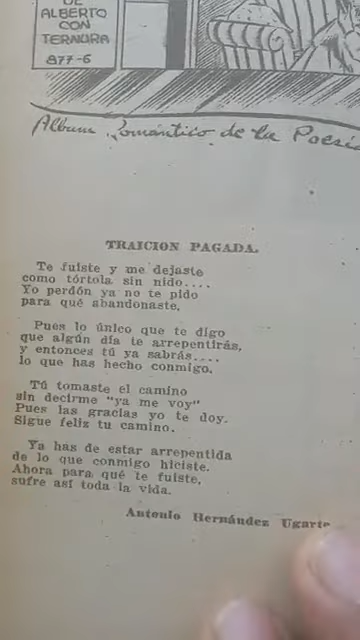 DE
ALBERTO
CON
TERNURA
877-6
Album Romántico de la Poesía
TRAICION PAGADA.
Te fuiste y me dejaste
como tórtola sin nido....
Yo perdón ya no te pido
para qué abandonaste.
Pues lo único que te digo
que algún día te arrepentirás,
y entonces tú ya sabrás....
lo que has hecho conmigo.
Tú tomaste el camino
sin decirme "ya me voy"
Pues las gracias yo te doy.
Sigue feliz tu camino.
Ya has de estar arrepentida
de lo que conmigo hiciste.
Ahora para qué te fuiste,
sufre así toda la vida.
Antonio Hernández Ugarte